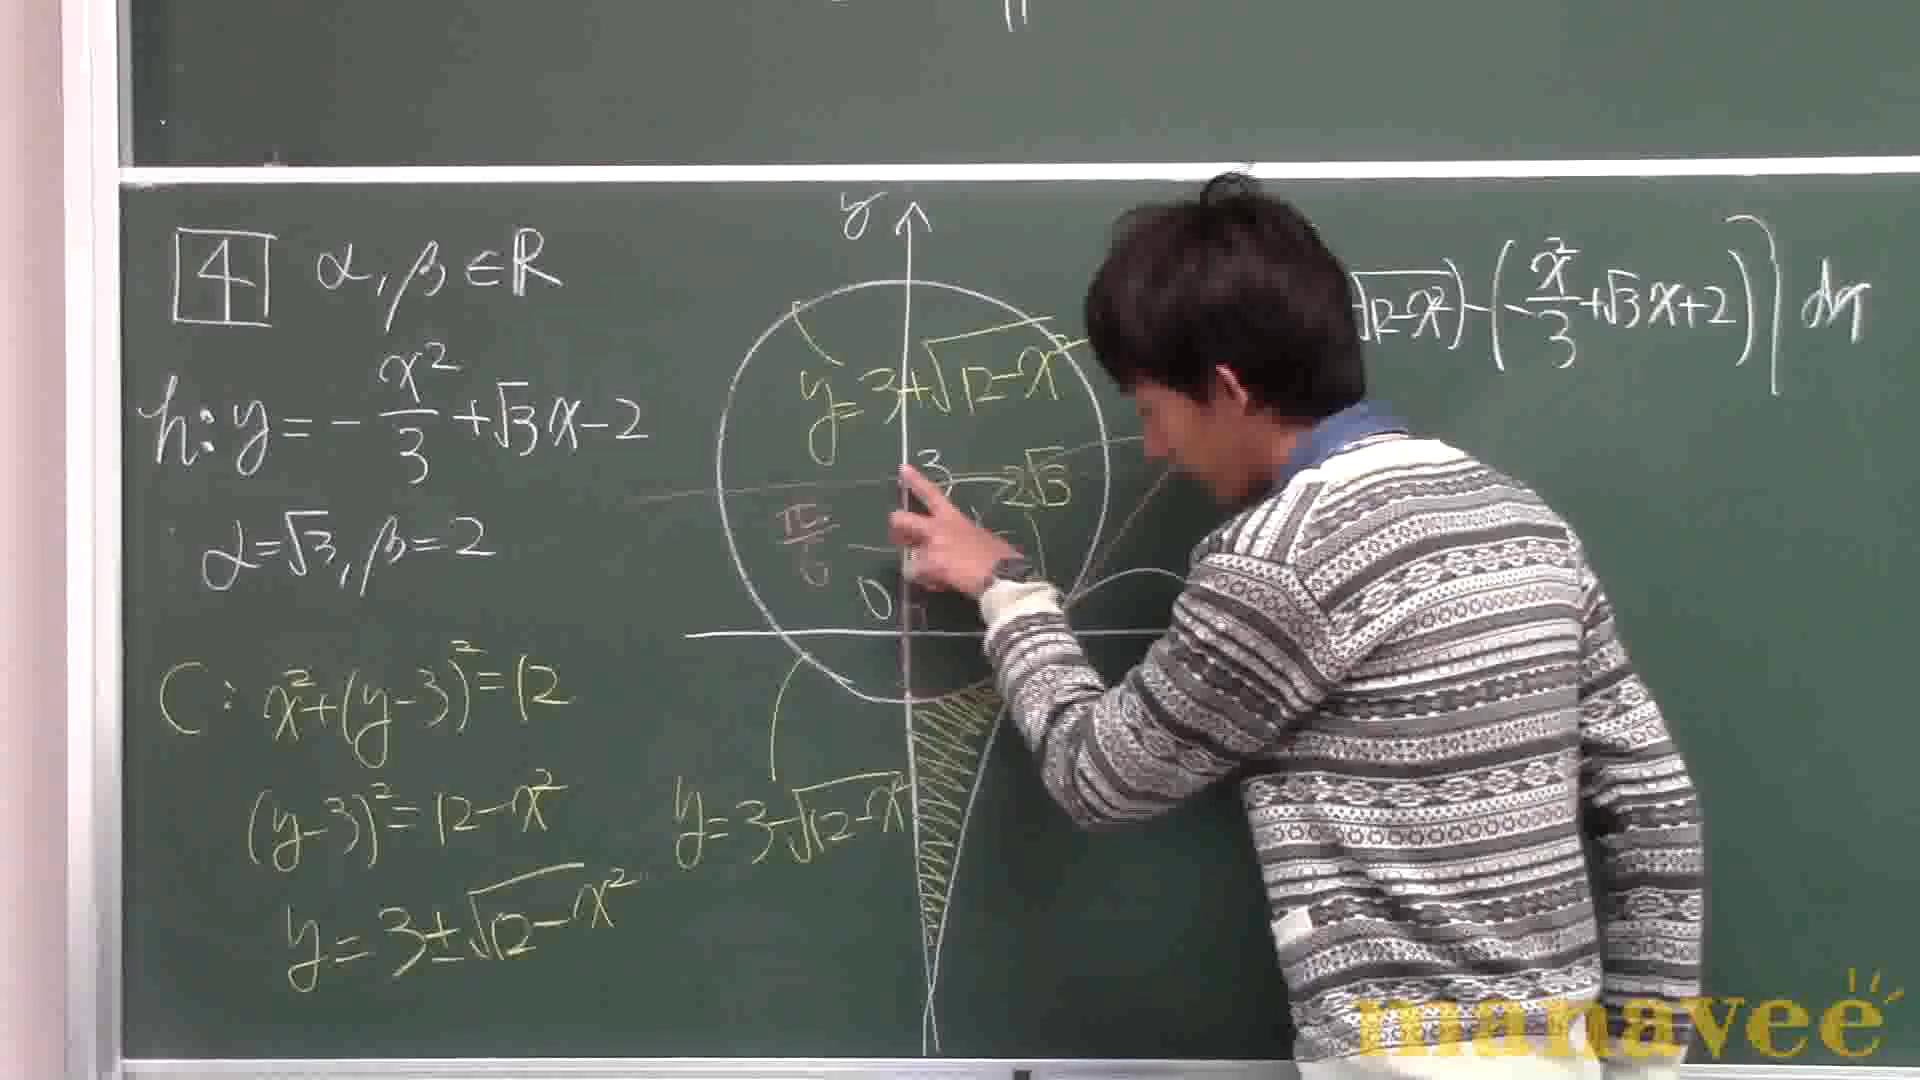 4 α, β ∈ ℝ
h: y = -x²/3 + √3x - 2
α = √3, β = 2
C: x² + (y-3)² = 12
(y-3)² = 12 - x²
y = 3 ± √12 - x²
y
y = 3 + √12 - x²
3
2√3
π/6
0
y = 3 - √12 - x²
√12 - x²) - (-x²/3 + √3x + 2)} dx
manavee